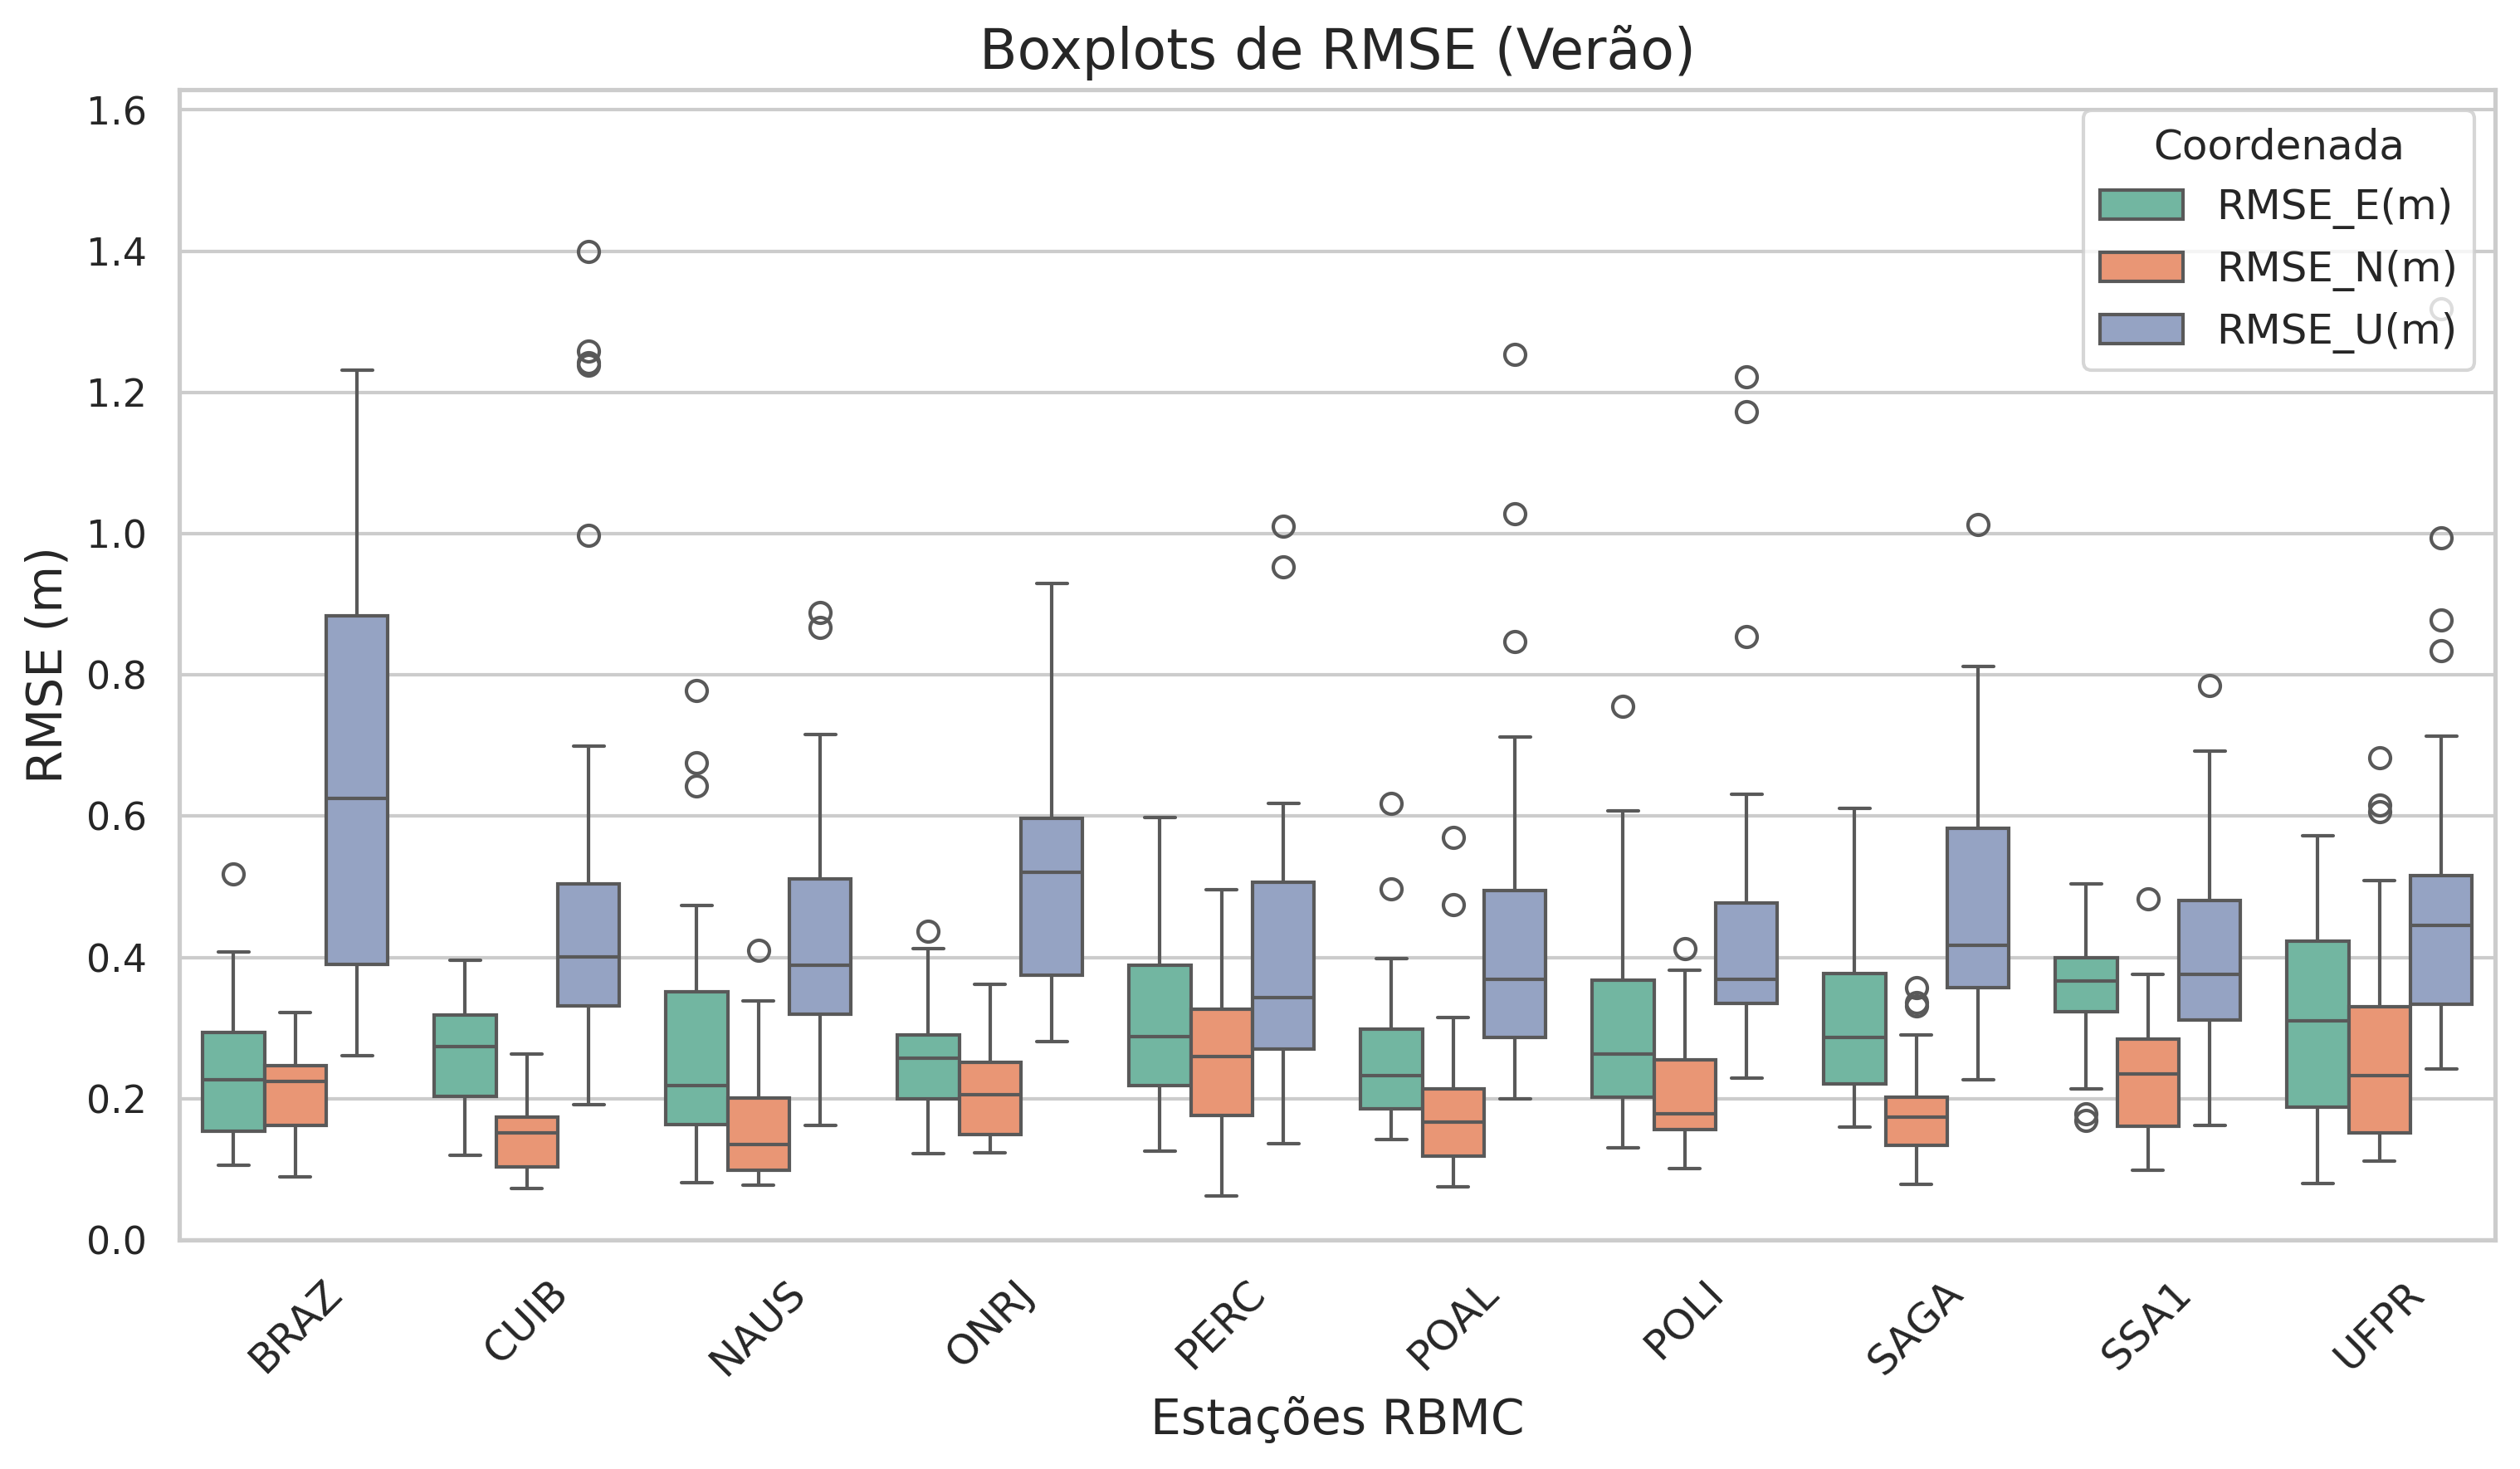 Boxplots de RMSE (Verão)
1.6
1.4
1.2
1.0
0.8
0.6
0.4
0.2
0.0
RMSE (m)
Coordenada
RMSE_E(m)
RMSE_N(m)
RMSE_U(m)
BRAZ
CUIB
NAUS
ONRJ
PERC
POAL
POLI
SAGA
SSA1
UFPR
Estações RBMC